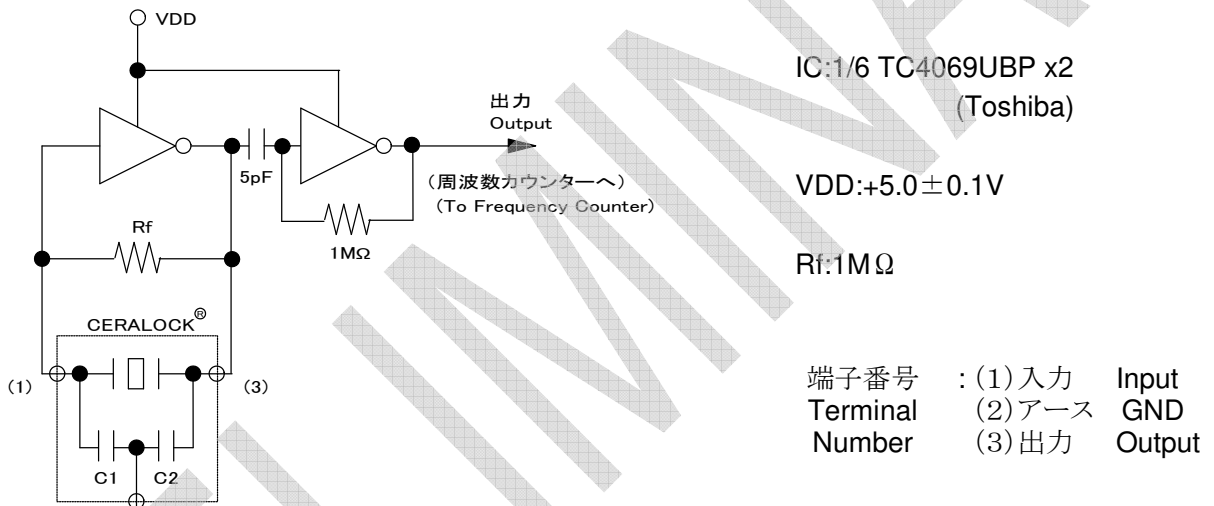 VDD
出力
Output
5pF
(周波数カウンターへ)
(To Frequency Counter)
Rf
1MΩ
CERALOCK®
(1)
(3)
C1
C2
IC:1/6 TC4069UBP x2
(Toshiba)
VDD:+5.0±0.1V
Rf:1MΩ
端子番号 :(1)入力 Input
Terminal (2)アース GND
Number (3)出力 Output